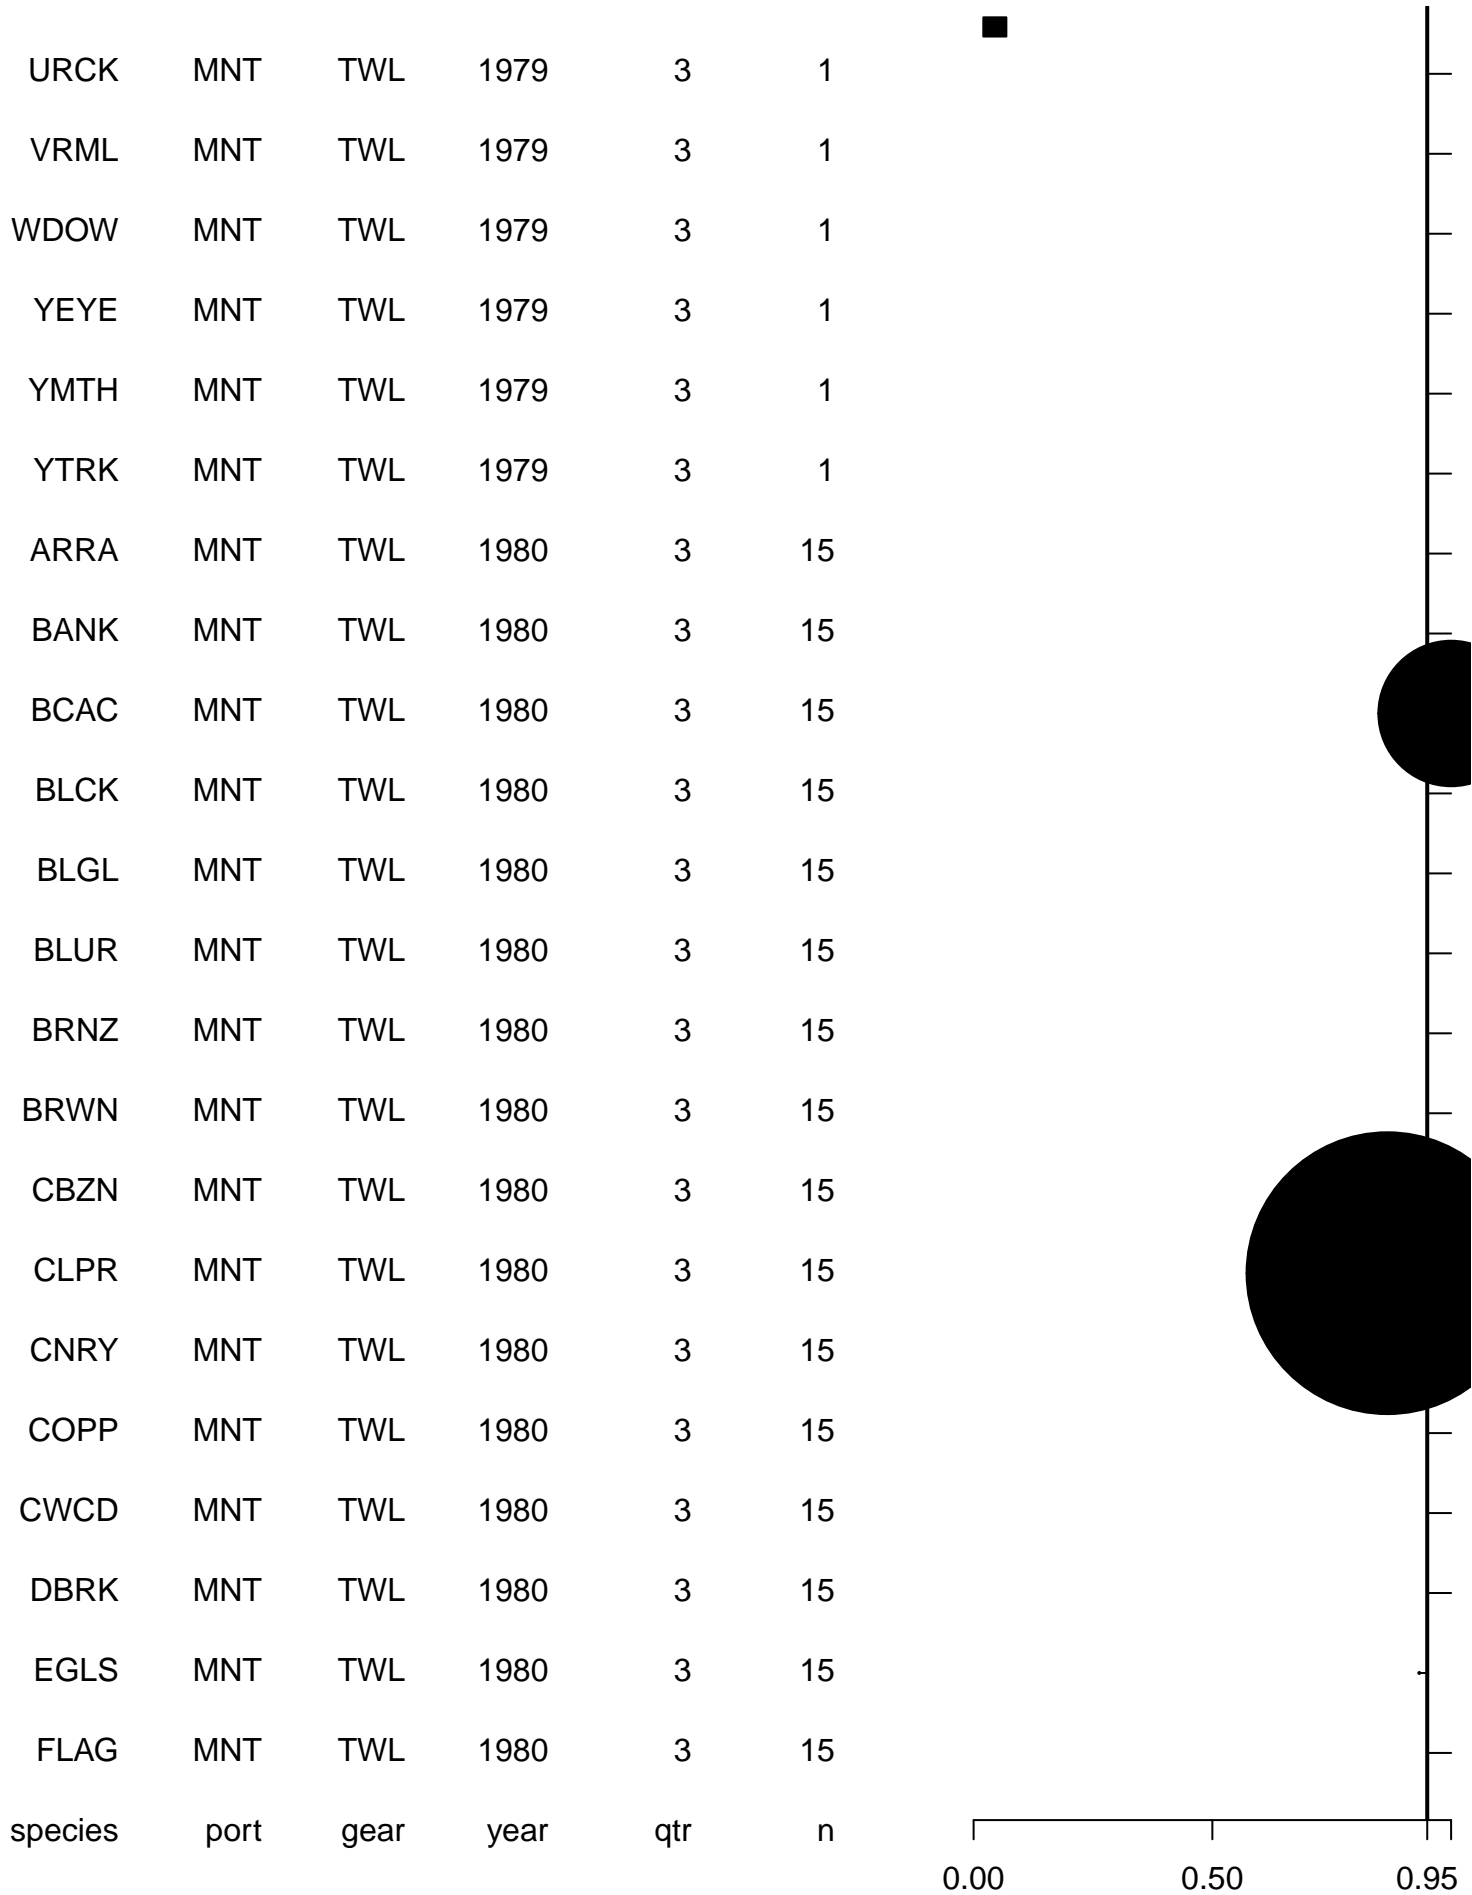 URCK MNT TWL 1979 3 1
VRML MNT TWL 1979 3 1
WDOW MNT TWL 1979 3 1
YEYE MNT TWL 1979 3 1
YMTH MNT TWL 1979 3 1
YTRK MNT TWL 1979 3 1
ARRA MNT TWL 1980 3 15
BANK MNT TWL 1980 3 15
BCAC MNT TWL 1980 3 15
BLCK MNT TWL 1980 3 15
BLGL MNT TWL 1980 3 15
BLUR MNT TWL 1980 3 15
BRNZ MNT TWL 1980 3 15
BRWN MNT TWL 1980 3 15
CBZN MNT TWL 1980 3 15
CLPR MNT TWL 1980 3 15
CNRY MNT TWL 1980 3 15
COPP MNT TWL 1980 3 15
CWCD MNT TWL 1980 3 15
DBRK MNT TWL 1980 3 15
EGLS MNT TWL 1980 3 15
FLAG MNT TWL 1980 3 15
species port gear year qtr n
0.00 0.50 0.95